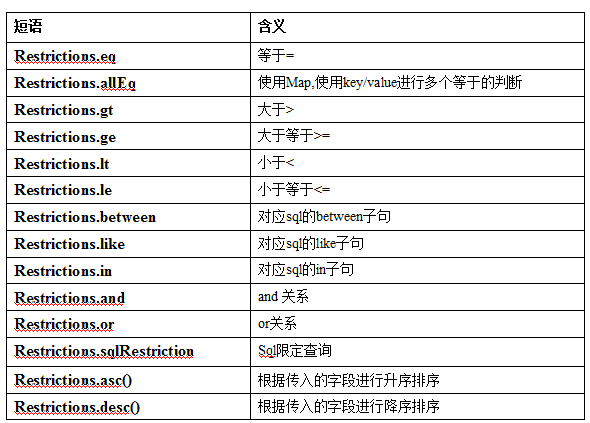 短语 含义
Restrictions.eq 等于=
Restrictions.allEq 使用Map,使用key/value进行多个等于的判断
Restrictions.gt 大于>
Restrictions.ge 大于等于>=
Restrictions.lt 小于<
Restrictions.le 小于等于<=
Restrictions.between 对应sql的between子句
Restrictions.like 对应sql的like子句
Restrictions.in 对应sql的in子句
Restrictions.and and 关系
Restrictions.or or关系
Restrictions.sqlRestriction Sql限定查询
Restrictions.asc() 根据传入的字段进行升序排序
Restrictions.desc() 根据传入的字段进行降序排序